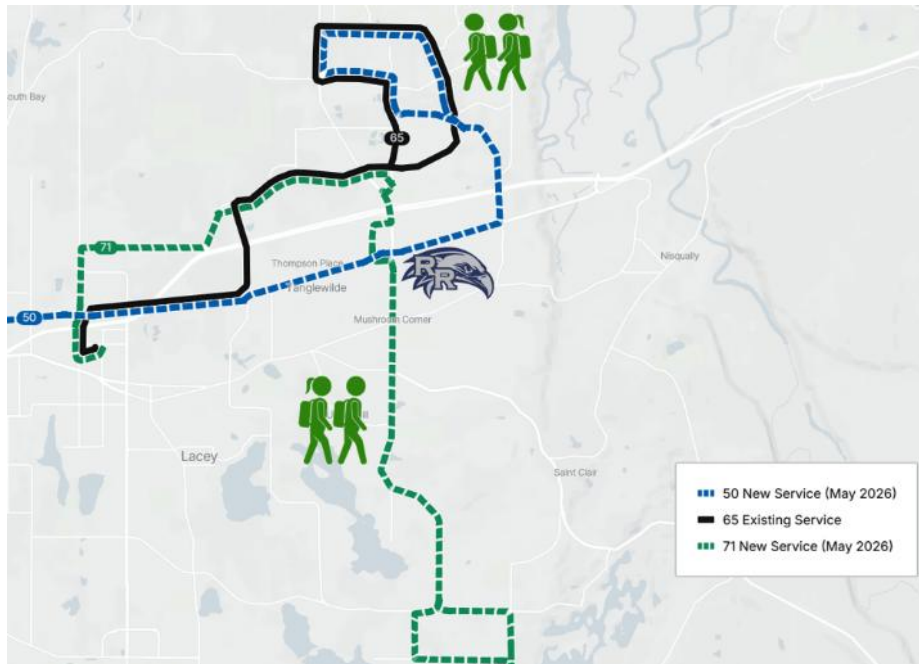 outh Bay
65
71
Thompson Place
Tanglewilde
Nisqually
50
Mushroom Corner
RR
Lacey
Saint Clair
50 New Service (May 2026)
65 Existing Service
71 New Service (May 2026)